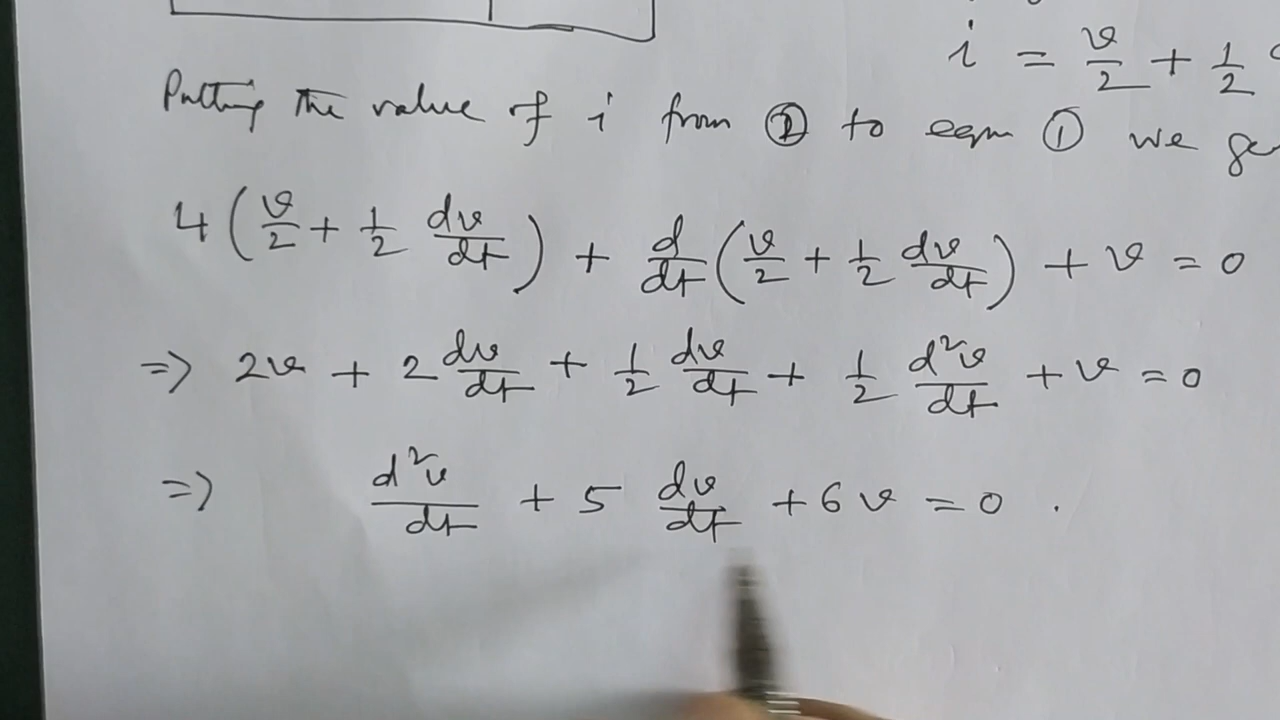 i = v/2 + 1/2
Putting the value of i from ② to eqn ① we
4(v/2 + 1/2 dv/dt) + d/dt(v/2 + 1/2 dv/dt) + v = 0
=> 2v + 2 dv/dt + 1/2 dv/dt + 1/2 d²v/dt + v = 0
=> d²v/dt + 5 dv/dt + 6v = 0 .